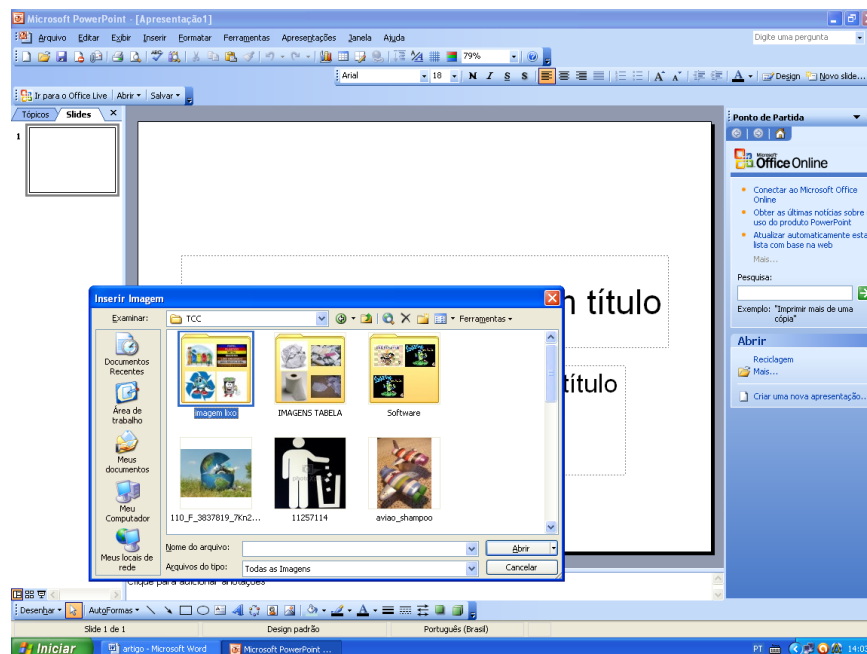 Microsoft PowerPoint - [Apresentação1]
Arquivo Editar Exibir Inserir Formatar Ferramentas Apresentações Janela Ajuda
Digite uma pergunta
79%
Arial 18 N I S S
Design Novo slide...
Ir para o Office Live Abrir Salvar
Tópicos Slides
1
Ponto de Partida
Microsoft
Office Online
Conectar ao Microsoft Office
Online
Obter as últimas notícias sobre
uso do produto PowerPoint
Atualizar automaticamente esta
lista com base na web
Mais...
Pesquisa:
Exemplo: "Imprimir mais de uma
cópia"
Abrir
Reciclagem
Mais...
Criar uma nova apresentação...
título
título
Inserir Imagem
Examinar: TCC Ferramentas
Documentos
Recentes
Área de
trabalho
Meus
documentos
Meu
Computador
Meus locais de
rede
imagem lixo IMAGENS TABELA Software
110_F_3837819_7Kn2... 11257114 aviao_shampoo
Nome do arquivo: Abrir
Arquivos do tipo: Todas as Imagens Cancelar
Clique para adicionar anotações
Desenhar AutoFormas
Slide 1 de 1 Design padrão Português (Brasil)
Iniciar artigo - Microsoft Word Microsoft PowerPoint ... PT